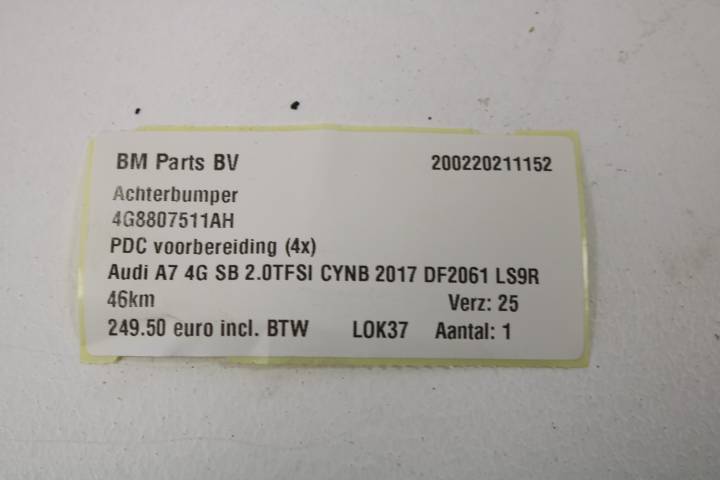 BM Parts BV 200220211152
Achterbumper
4G8807511AH
PDC voorbereiding (4x)
Audi A7 4G SB 2.0TFSI CYNB 2017 DF2061 LS9R
46km Verz: 25
249.50 euro incl. BTW LOK37 Aantal: 1